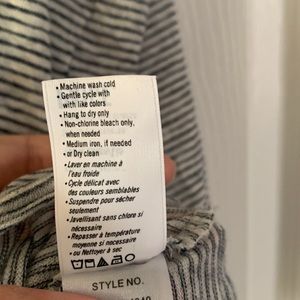 • Machine wash cold
• Gentle cycle with
with like colors
• Hang to dry only
• Non-chlorine bleach only,
when needed
• Medium iron, if needed
• or Dry clean
• Laver en machine à
l'eau froide
• Cycle délicat avec
des couleurs semblables
• Suspendre pour sécher
seulement
• Javellisant sans chlore si
nécessaire
• Repasser à température
moyenne si necessaire
• ou Nettoyer à sec
STYLE NO.